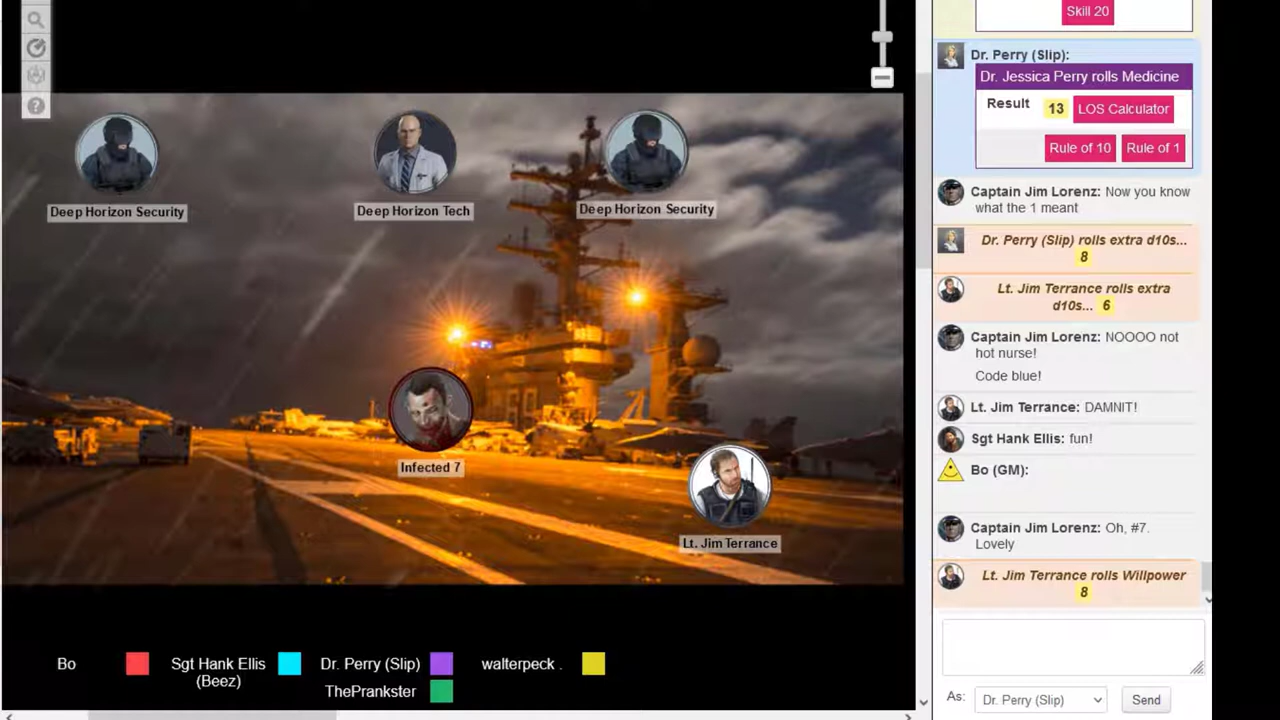 Deep Horizon Security
Deep Horizon Tech
Deep Horizon Security
Infected 7
Lt. Jim Terrance
Bo
Sgt Hank Ellis
(Beez)
Dr. Perry (Slip)
walterpeck .
ThePrankster
Skill 20
Dr. Perry (Slip):
Dr. Jessica Perry rolls Medicine
Result 13 LOS Calculator
Rule of 10 Rule of 1
Captain Jim Lorenz: Now you know
what the 1 meant
Dr. Perry (Slip) rolls extra d10s...
8
Lt. Jim Terrance rolls extra
d10s... 6
Captain Jim Lorenz: NOOOO not
hot nurse!
Code blue!
Lt. Jim Terrance: DAMNIT!
Sgt Hank Ellis: fun!
Bo (GM):
Captain Jim Lorenz: Oh, #7.
Lovely
Lt. Jim Terrance rolls Willpower
8
As: Dr. Perry (Slip) Send